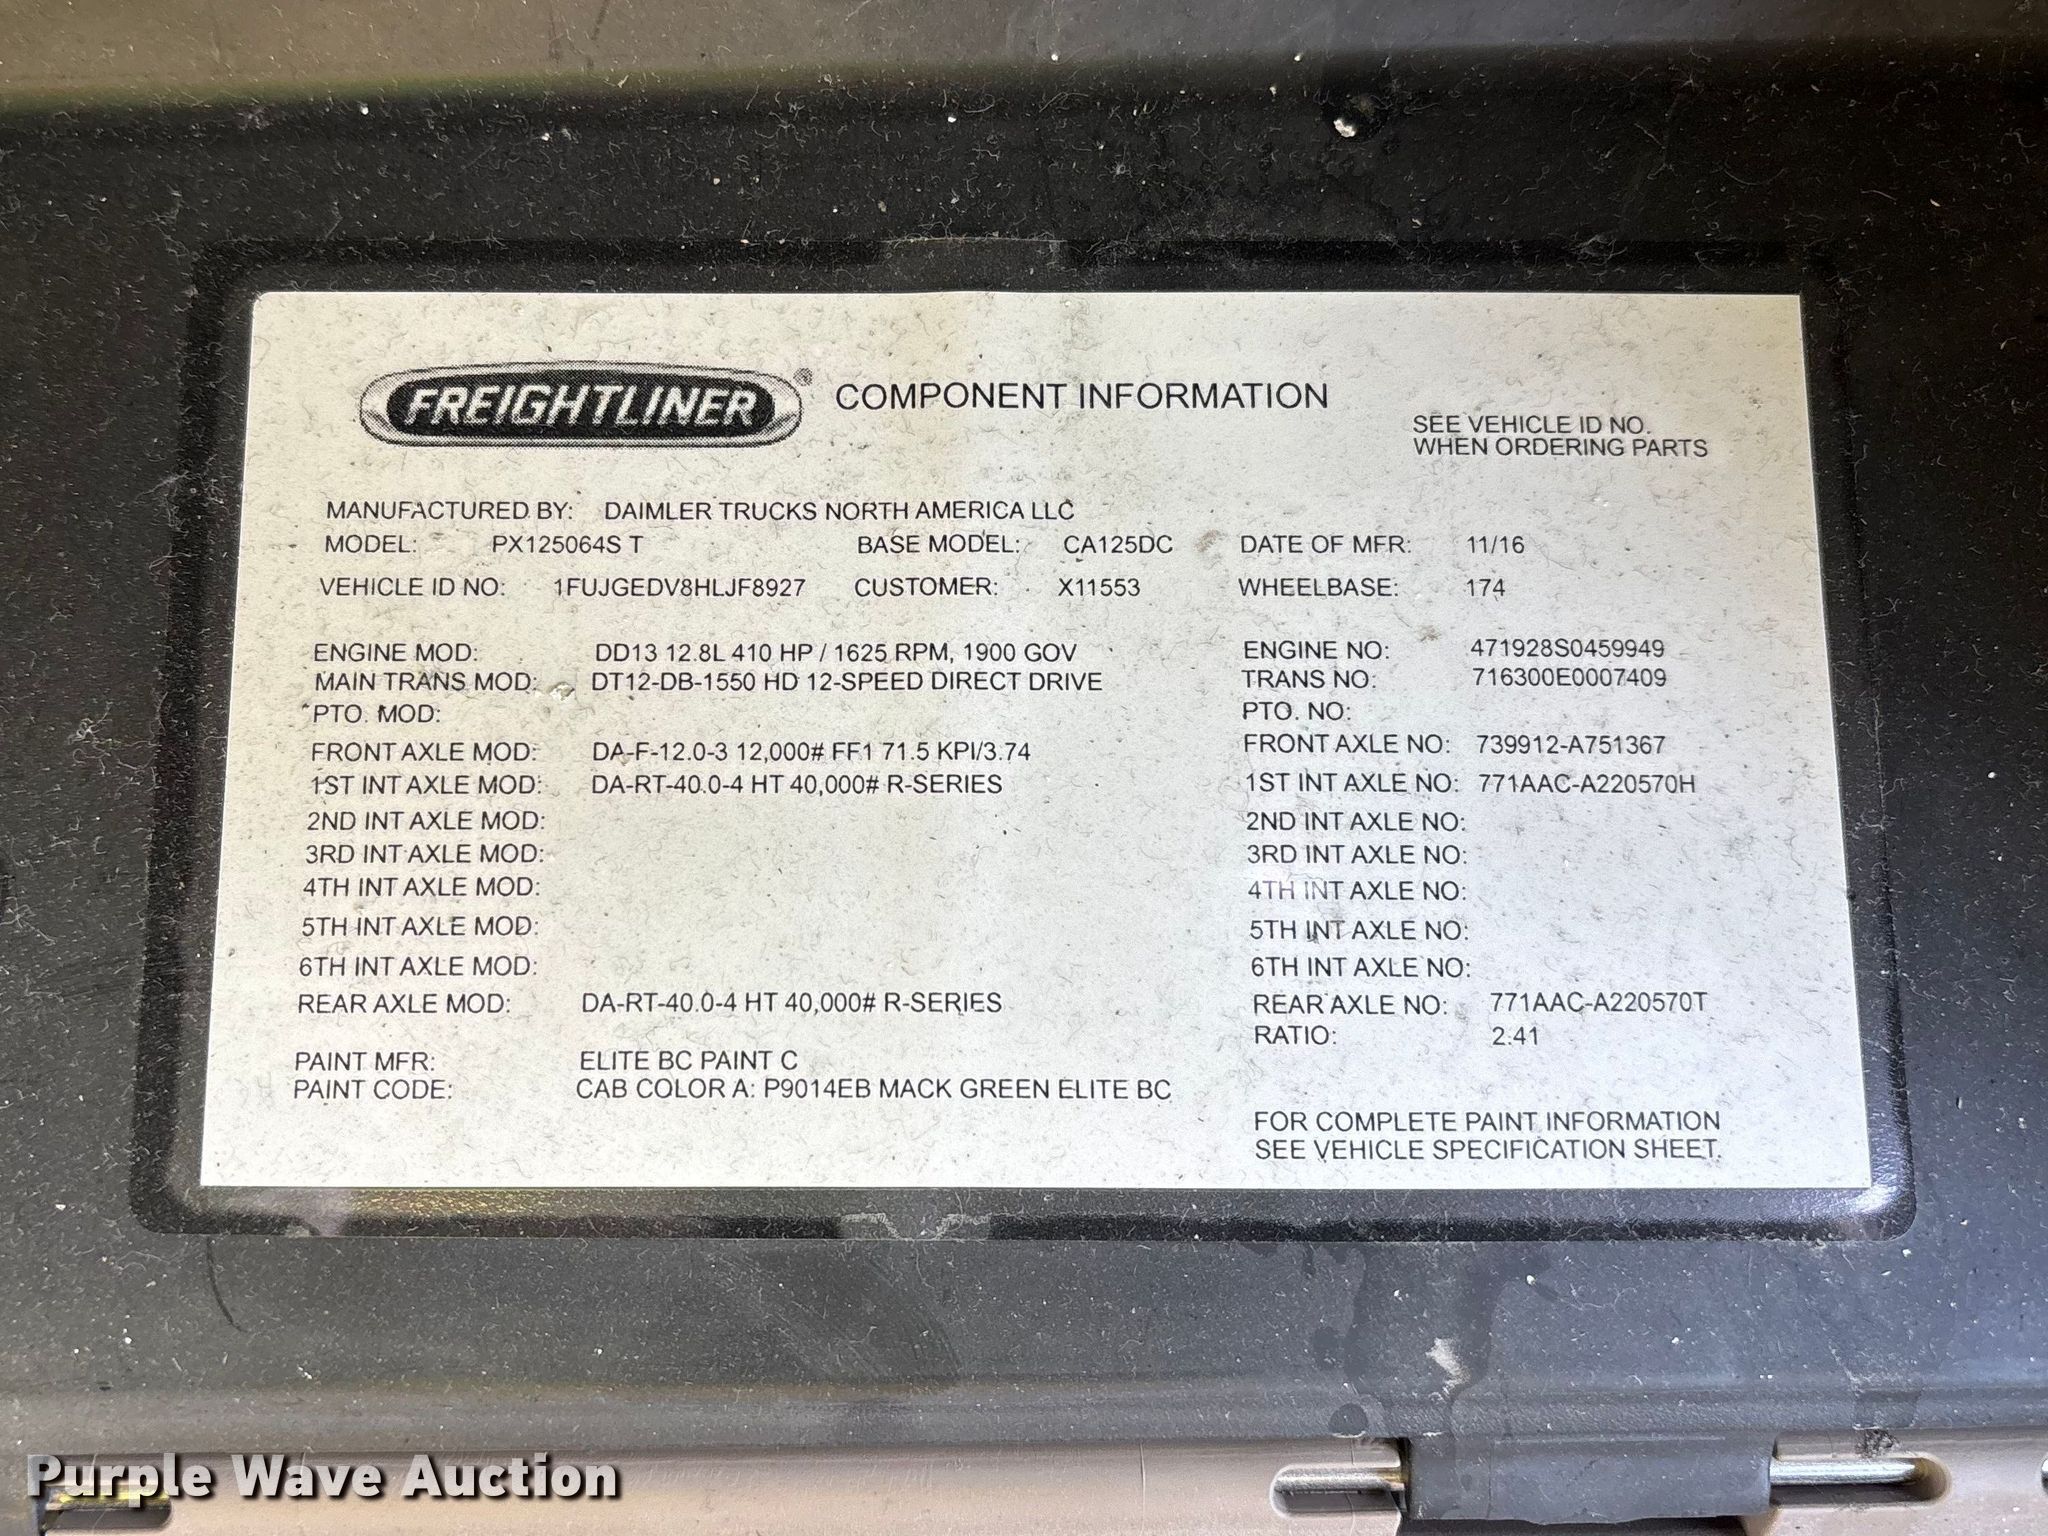 FREIGHTLINER ® COMPONENT INFORMATION
SEE VEHICLE ID NO.
WHEN ORDERING PARTS
MANUFACTURED BY: DAIMLER TRUCKS NORTH AMERICA LLC
MODEL: PX125064S T BASE MODEL: CA125DC DATE OF MFR: 11/16
VEHICLE ID NO: 1FUJGEDV8HLJF8927 CUSTOMER: X11553 WHEELBASE: 174
ENGINE MOD: DD13 12.8L 410 HP / 1625 RPM, 1900 GOV ENGINE NO: 471928S0459949
MAIN TRANS MOD: DT12-DB-1550 HD 12-SPEED DIRECT DRIVE TRANS NO: 716300E0007409
PTO. MOD: PTO. NO:
FRONT AXLE MOD: DA-F-12.0-3 12,000# FF1 71.5 KPI/3.74 FRONT AXLE NO: 739912-A751367
1ST INT AXLE MOD: DA-RT-40.0-4 HT 40,000# R-SERIES 1ST INT AXLE NO: 771AAC-A220570H
2ND INT AXLE MOD: 2ND INT AXLE NO:
3RD INT AXLE MOD: 3RD INT AXLE NO:
4TH INT AXLE MOD: 4TH INT AXLE NO:
5TH INT AXLE MOD: 5TH INT AXLE NO:
6TH INT AXLE MOD: 6TH INT AXLE NO:
REAR AXLE MOD: DA-RT-40.0-4 HT 40,000# R-SERIES REAR AXLE NO: 771AAC-A220570T
RATIO: 2.41
PAINT MFR: ELITE BC PAINT C
PAINT CODE: CAB COLOR A: P9014EB MACK GREEN ELITE BC
FOR COMPLETE PAINT INFORMATION
SEE VEHICLE SPECIFICATION SHEET.
Purple Wave Auction